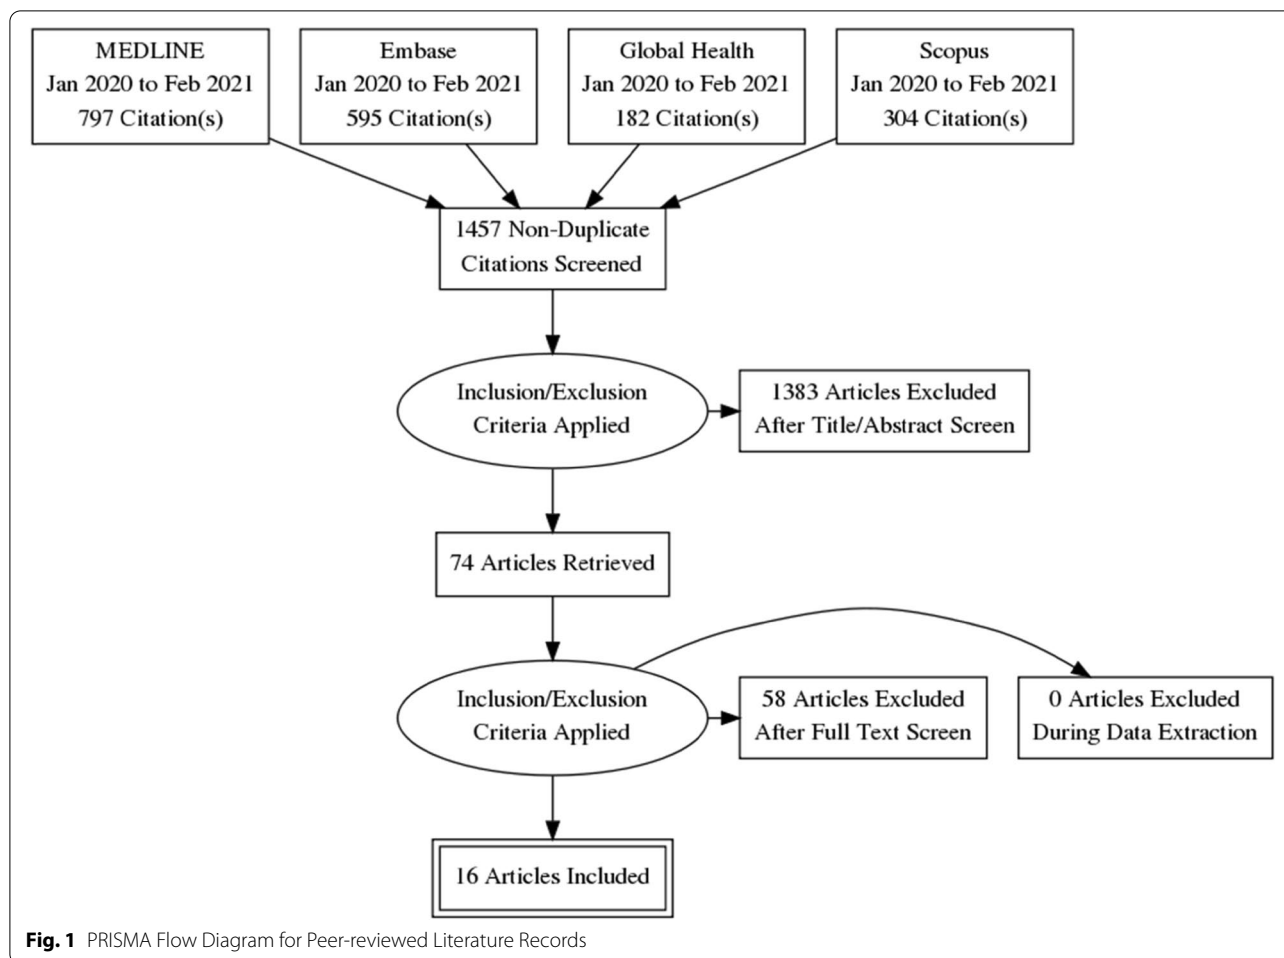 MEDLINE
Jan 2020 to Feb 2021
797 Citation(s)
Embase
Jan 2020 to Feb 2021
595 Citation(s)
Global Health
Jan 2020 to Feb 2021
182 Citation(s)
Scopus
Jan 2020 to Feb 2021
304 Citation(s)
1457 Non-Duplicate
Citations Screened
Inclusion/Exclusion
Criteria Applied
1383 Articles Excluded
After Title/Abstract Screen
74 Articles Retrieved
Inclusion/Exclusion
Criteria Applied
58 Articles Excluded
After Full Text Screen
0 Articles Excluded
During Data Extraction
16 Articles Included
Fig. 1 PRISMA Flow Diagram for Peer-reviewed Literature Records